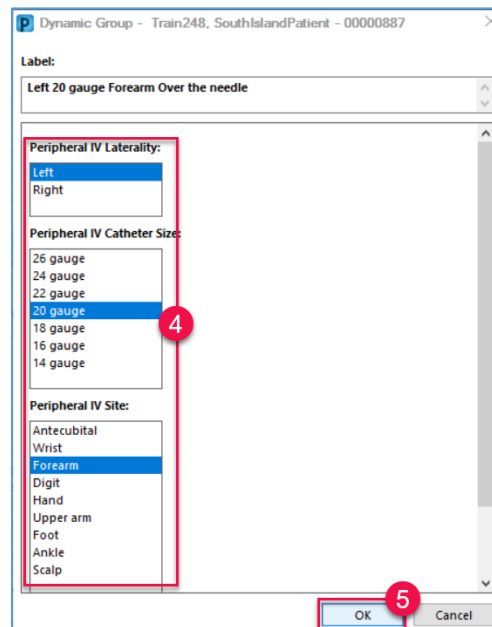 P Dynamic Group - Train248, SouthIslandPatient - 00000887
Label:
Left 20 gauge Forearm Over the needle
Peripheral IV Laterality:
Left
Right
Peripheral IV Catheter Size:
26 gauge
24 gauge
22 gauge
20 gauge
18 gauge
16 gauge
14 gauge
4
Peripheral IV Site:
Antecubital
Wrist
Forearm
Digit
Hand
Upper arm
Foot
Ankle
Scalp
5
OK Cancel